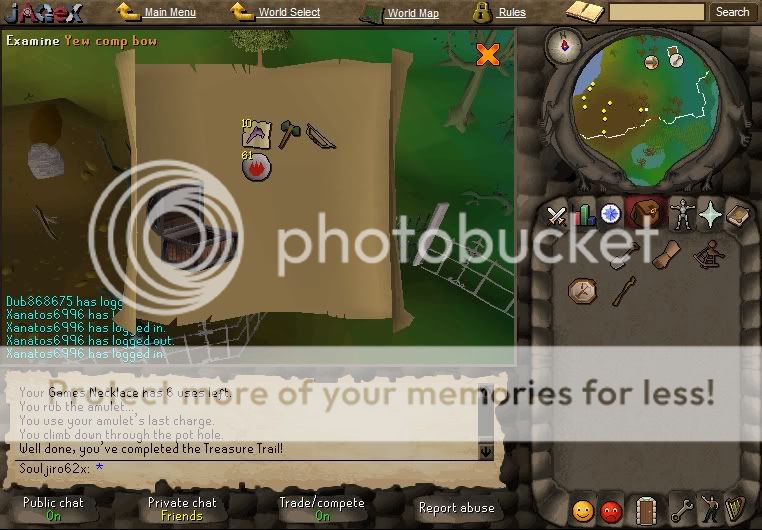 JAGeX
Main Menu
World Select
World Map
Rules
Search
Examine Yew comp bow
N
10
61
photobucket
Dub868675 has logg
Xanatos6996 has l
Xanatos6996 has logged in.
Xanatos6996 has logged out.
Xanatos6996 has logged in.
Protect more of your memories for less!
Your Games Necklace has 6 uses left.
You rub the amulet...
You use your amulet's last charge.
You climb down through the pot hole.
Well done, you've completed the Treasure Trail!
Souljiro62x: *
Public chat
On
Private chat
Friends
Trade/compete
On
Report abuse